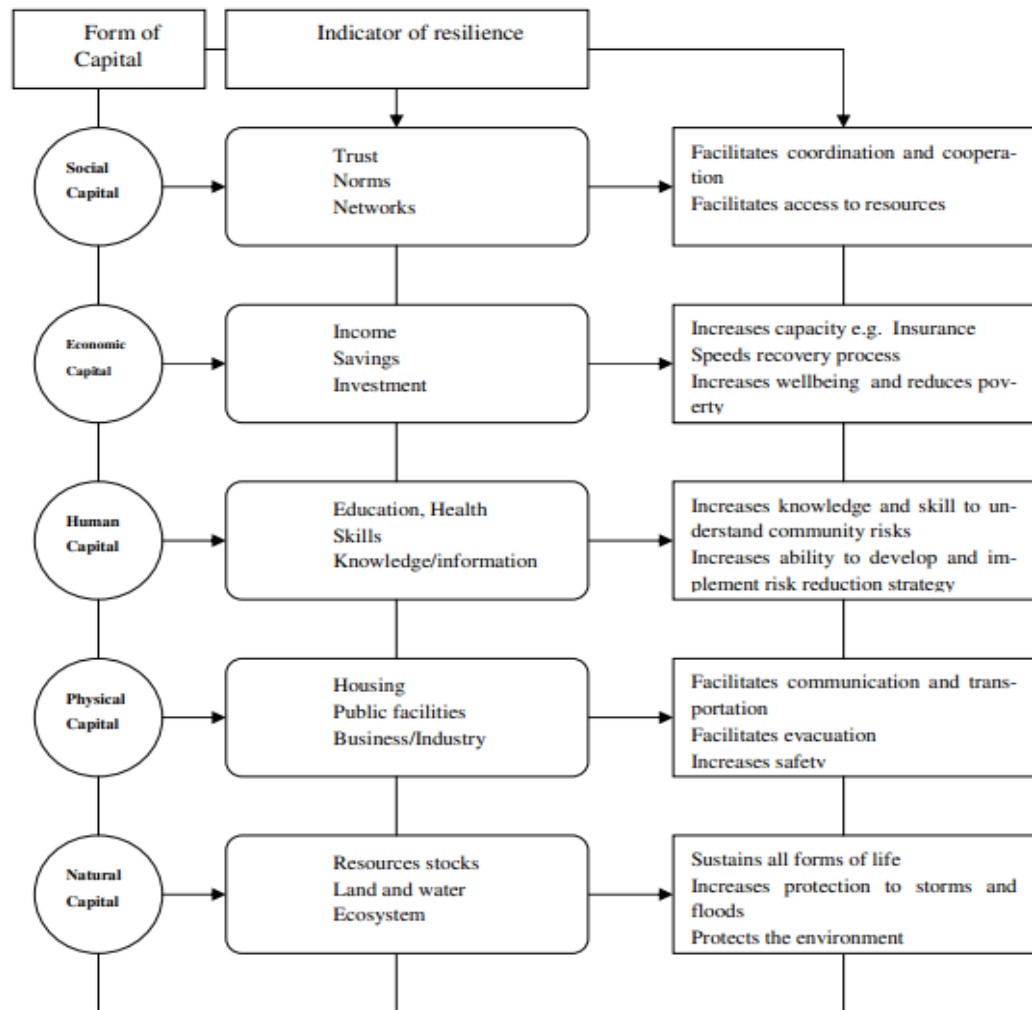 Form of
Capital
Indicator of resilience
Social
Capital
Trust
Norms
Networks
Facilitates coordination and coopera-
tion
Facilitates access to resources
Economic
Capital
Income
Savings
Investment
Increases capacity e.g. Insurance
Speeds recovery process
Increases wellbeing and reduces pov-
erty
Human
Capital
Education, Health
Skills
Knowledge/information
Increases knowledge and skill to un-
derstand community risks
Increases ability to develop and im-
plement risk reduction strategy
Physical
Capital
Housing
Public facilities
Business/Industry
Facilitates communication and trans-
portation
Facilitates evacuation
Increases safety
Natural
Capital
Resources stocks
Land and water
Ecosystem
Sustains all forms of life
Increases protection to storms and
floods
Protects the environment